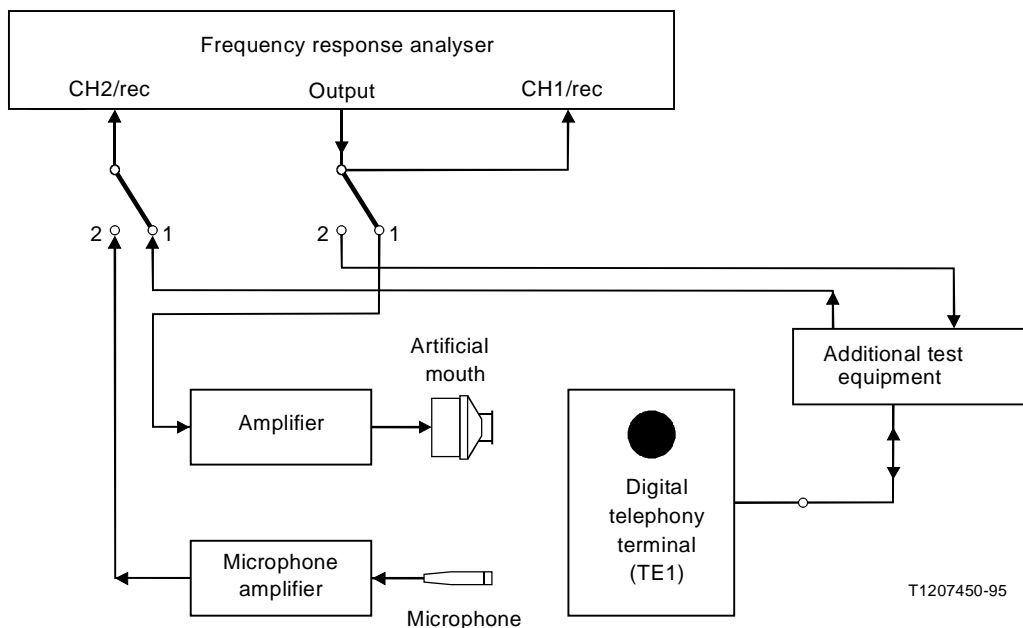 Frequency response analyser
CH2/rec
Output
CH1/rec
2
1
2
1
Artificial
mouth
Additional test
equipment
Amplifier
Digital
telephony
terminal
(TE1)
Microphone
amplifier
Microphone
T1207450-95